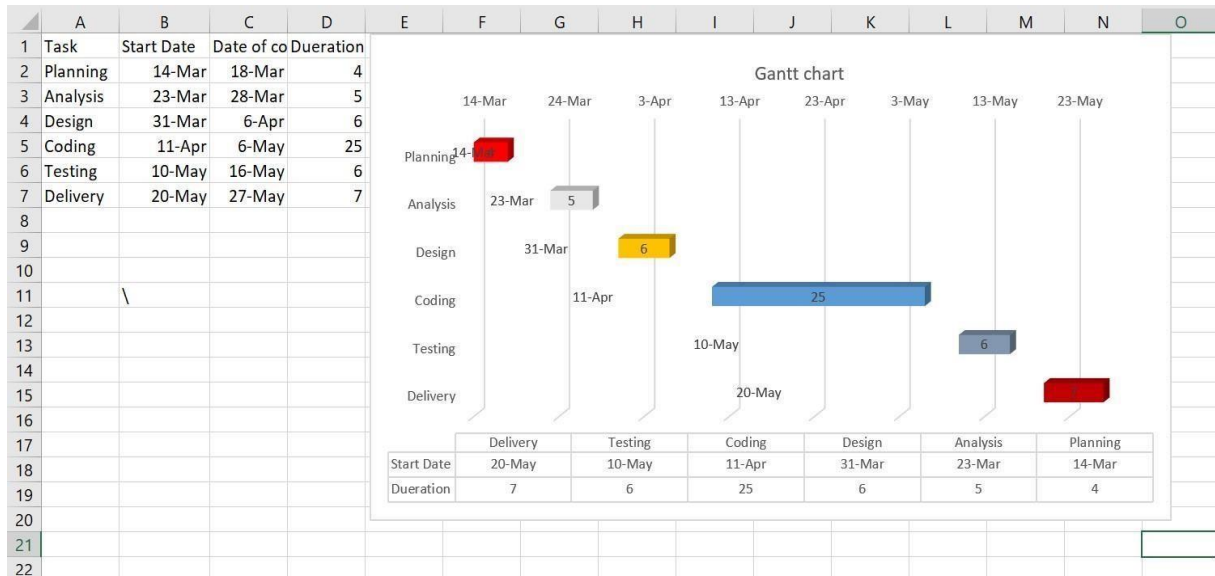 A B C D E F G H I J K L M N O
1 Task Start Date Date of co Dueration
2 Planning 14-Mar 18-Mar 4
3 Analysis 23-Mar 28-Mar 5
4 Design 31-Mar 6-Apr 6
5 Coding 11-Apr 6-May 25
6 Testing 10-May 16-May 6
7 Delivery 20-May 27-May 7
8
9
10
11 \
12
13
14
15
16
17
18
19
20
21
22
Gantt chart
14-Mar 24-Mar 3-Apr 13-Apr 23-Apr 3-May 13-May 23-May
Planning
Analysis 23-Mar 5
Design 31-Mar 6
Coding 11-Apr 25
Testing 10-May 6
Delivery 20-May
Delivery Testing Coding Design Analysis Planning
Start Date 20-May 10-May 11-Apr 31-Mar 23-Mar 14-Mar
Dueration 7 6 25 6 5 4